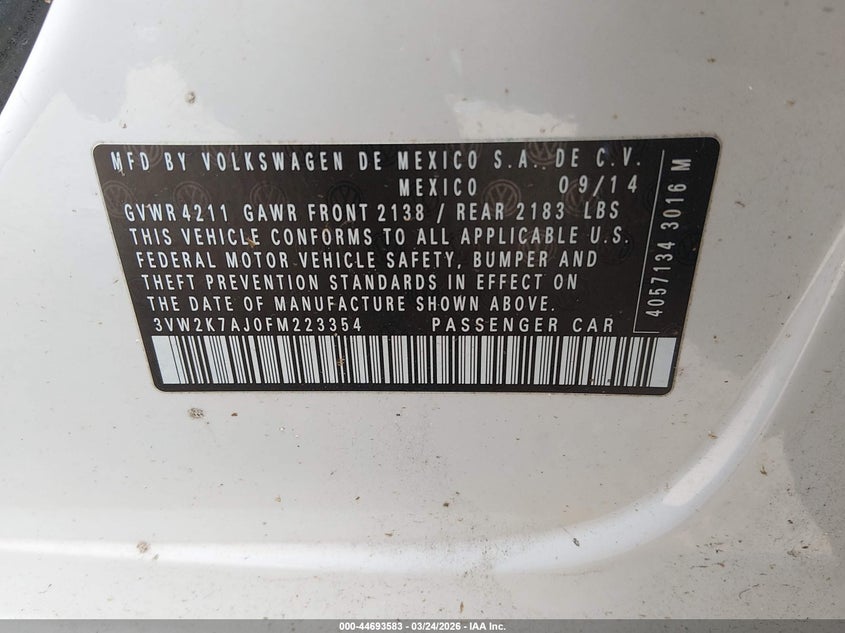 MFD BY VOLKSWAGEN DE MEXICO S.A. DE C.V.
MEXICO 09/14
GVWR 4211 GAWR FRONT 2138 / REAR 2183 LBS
THIS VEHICLE CONFORMS TO ALL APPLICABLE U.S.
FEDERAL MOTOR VEHICLE SAFETY, BUMPER AND
THEFT PREVENTION STANDARDS IN EFFECT ON
THE DATE OF MANUFACTURE SHOWN ABOVE.
3VW2K7AJ0FM223354 PASSENGER CAR
4057134 3016 M
000-44693583 - 03/24/2026 - IAA Inc.